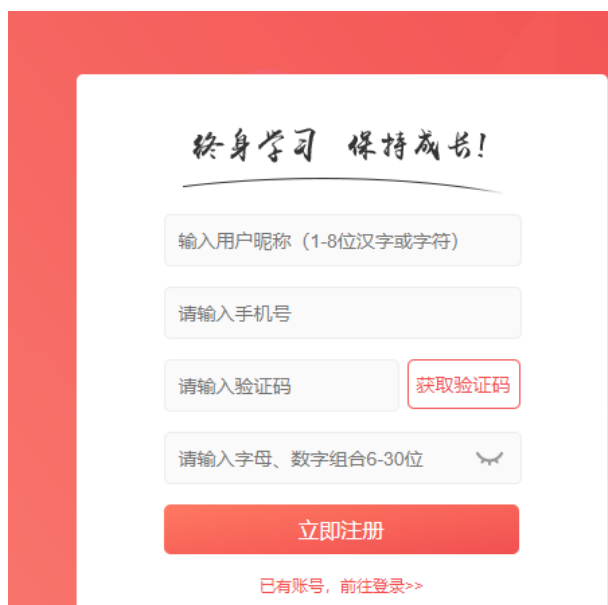 终身学习 保持成长!
输入用户昵称（1-8位汉字或字符）
请输入手机号
请输入验证码 获取验证码
请输入字母、数字组合6-30位
立即注册
已有账号，前往登录>>